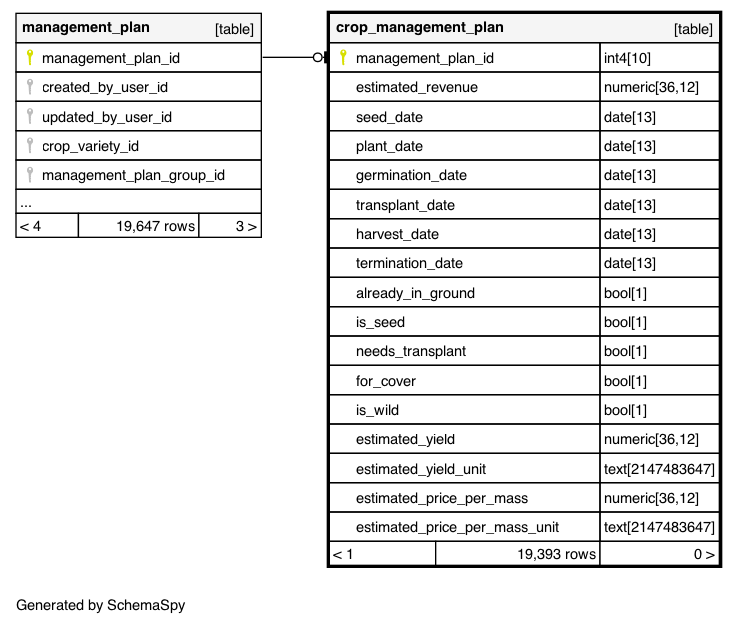 management_plan [table]
management_plan_id
created_by_user_id
updated_by_user_id
crop_variety_id
management_plan_group_id
...
< 4 19,647 rows 3 >
crop_management_plan [table]
management_plan_id int4[10]
estimated_revenue numeric[36,12]
seed_date date[13]
plant_date date[13]
germination_date date[13]
transplant_date date[13]
harvest_date date[13]
termination_date date[13]
already_in_ground bool[1]
is_seed bool[1]
needs_transplant bool[1]
for_cover bool[1]
is_wild bool[1]
estimated_yield numeric[36,12]
estimated_yield_unit text[2147483647]
estimated_price_per_mass numeric[36,12]
estimated_price_per_mass_unit text[2147483647]
< 1 19,393 rows 0 >
Generated by SchemaSpy